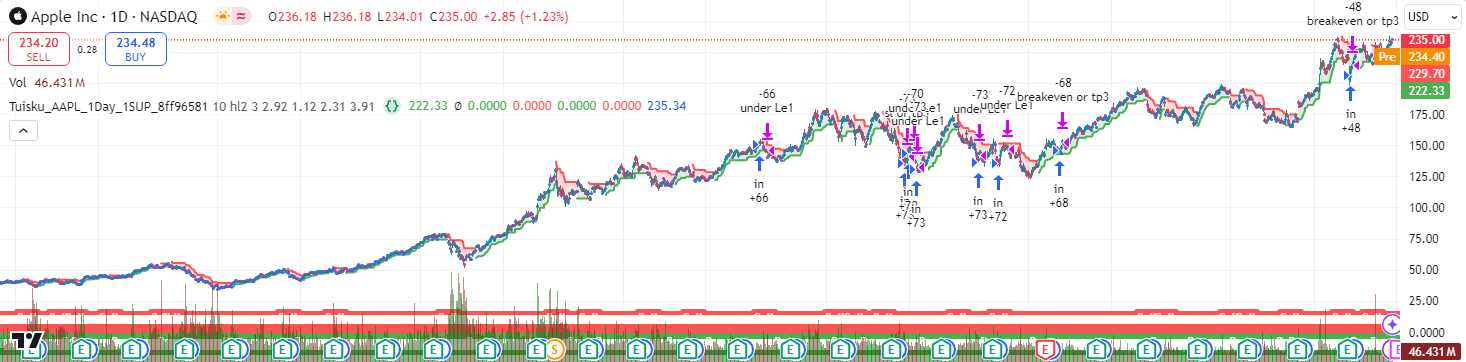 Apple Inc · 1D · NASDAQ
O236.18 H236.18 L234.01 C235.00 +2.85 (+1.23%)
USD
234.20
SELL
0.28
234.48
BUY
Vol 46.431 M
Tuisku_AAPL_1Day_1SUP_8ff96581 10 hl2 3 2.92 1.12 2.31 3.91 222.33 Ø 0.0000 0.0000 0.0000 0.0000 235.34
-66
under Le1
in
+66
-70
-73
under Le1
in
+73
-73
in
+73
-72
under Le1
in
+72
-68
breakeven or tp3
in
+68
-48
breakeven or tp3
in
+48
235.00
Pre 234.40
229.70
222.33
175.00
150.00
125.00
100.00
75.00
50.00
25.00
0.0000
46.431 M
E E E E E E E E E E E S E E E E E E E E E E E E E E E E